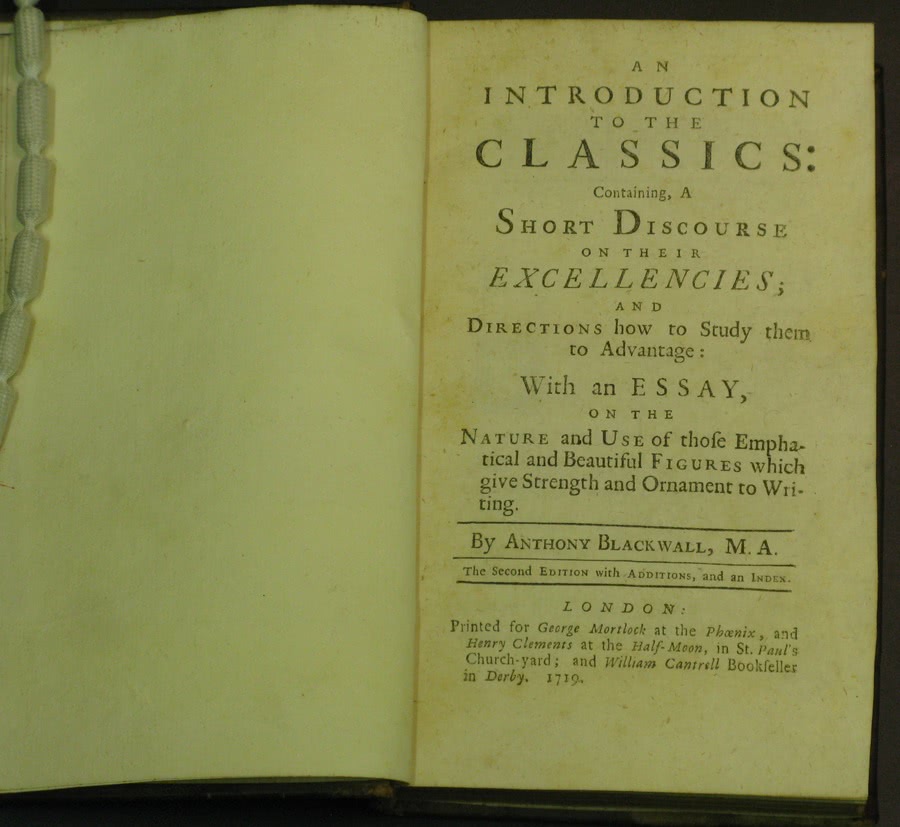 AN
INTRODUCTION
TO THE
CLASSICS:
Containing, A
SHORT DISCOURSE
ON THEIR
EXCELLENCIES;
AND
DIRECTIONS how to Study them
to Advantage:
With an ESSAY,
ON THE
NATURE and USE of thoſe Empha-
tical and Beautiful FIGURES which
give Strength and Ornament to Wri-
ting.
By ANTHONY BLACKWALL, M. A.
The Second EDITION with ADDITIONS, and an INDEX.
LONDON:
Printed for George Mortlock at the Phœnix, and
Henry Clements at the Half-Moon, in St. Paul's
Church-yard; and William Cantrell Bookſeller
in Derby. 1719.